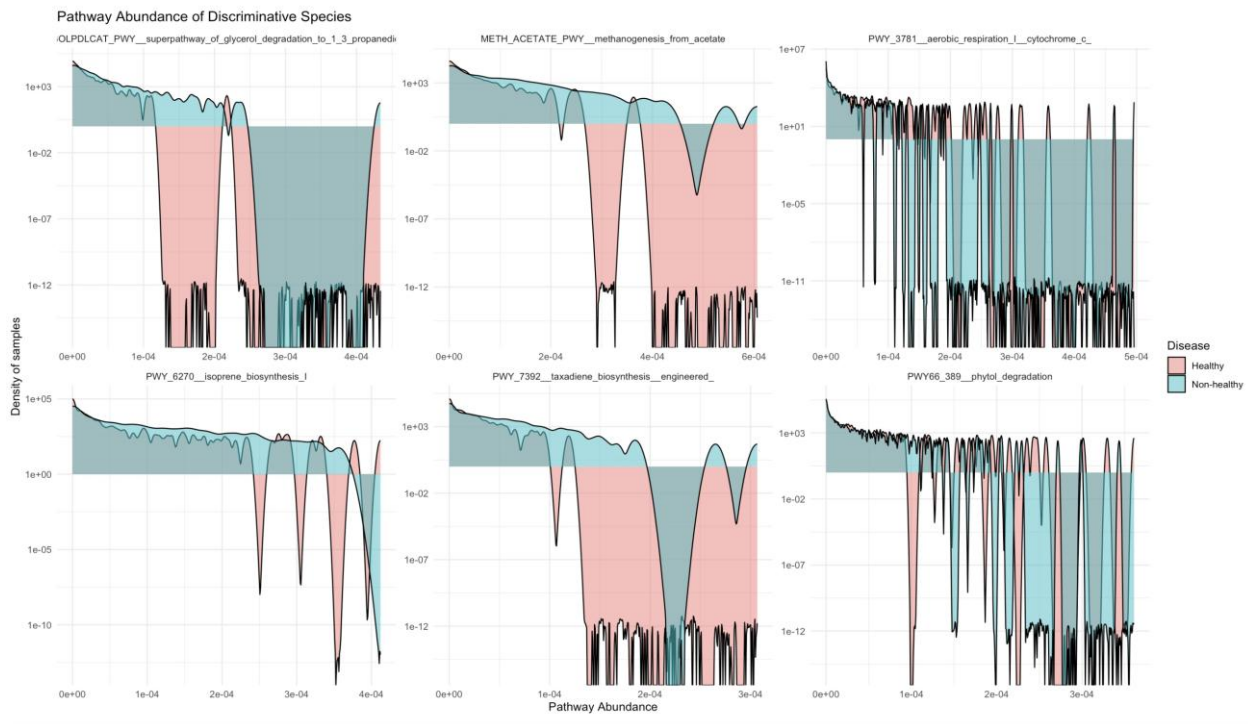 Pathway Abundance of Discriminative Species
OLPDLCAT_PWY__superpathway_of_glycerol_degradation_to_1_3_propanedi
METH_ACETATE_PWY__methanogenesis_from_acetate
PWY_3781__aerobic_respiration_I__cytochrome_c_
1e+03
1e-02
1e-07
1e-12
0e+00 1e-04 2e-04 3e-04 4e-04
1e+03
1e-02
1e-07
1e-12
0e+00 2e-04 4e-04 6e-04
1e+07
1e+01
1e-05
1e-11
0e+00 1e-04 2e-04 3e-04 4e-04 5e-04
PWY_6270__isoprene_biosynthesis_I
PWY_7392__taxadiene_biosynthesis__engineered_
PWY66_389__phytol_degradation
1e+05
1e+00
1e-05
1e-10
0e+00 1e-04 2e-04 3e-04 4e-04
1e+03
1e-02
1e-07
1e-12
0e+00 1e-04 2e-04 3e-04
1e+03
1e-02
1e-07
1e-12
0e+00 1e-04 2e-04 3e-04
Density of samples
Pathway Abundance
Disease
Healthy
Non-healthy